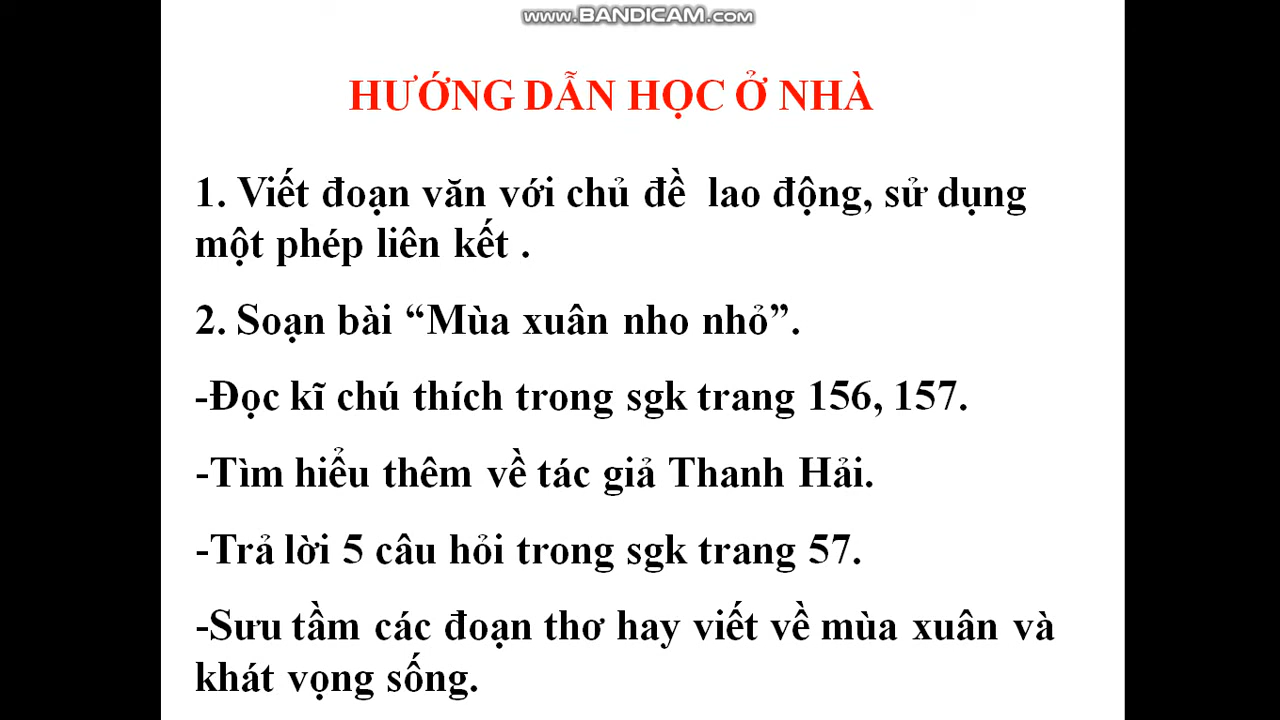 www.BANDICAM.com
HƯỚNG DẪN HỌC Ở NHÀ
1. Viết đoạn văn với chủ đề lao động, sử dụng
một phép liên kết .
2. Soạn bài “Mùa xuân nho nhỏ”.
-Đọc kĩ chú thích trong sgk trang 156, 157.
-Tìm hiểu thêm về tác giả Thanh Hải.
-Trả lời 5 câu hỏi trong sgk trang 57.
-Sưu tầm các đoạn thơ hay viết về mùa xuân và
khát vọng sống.